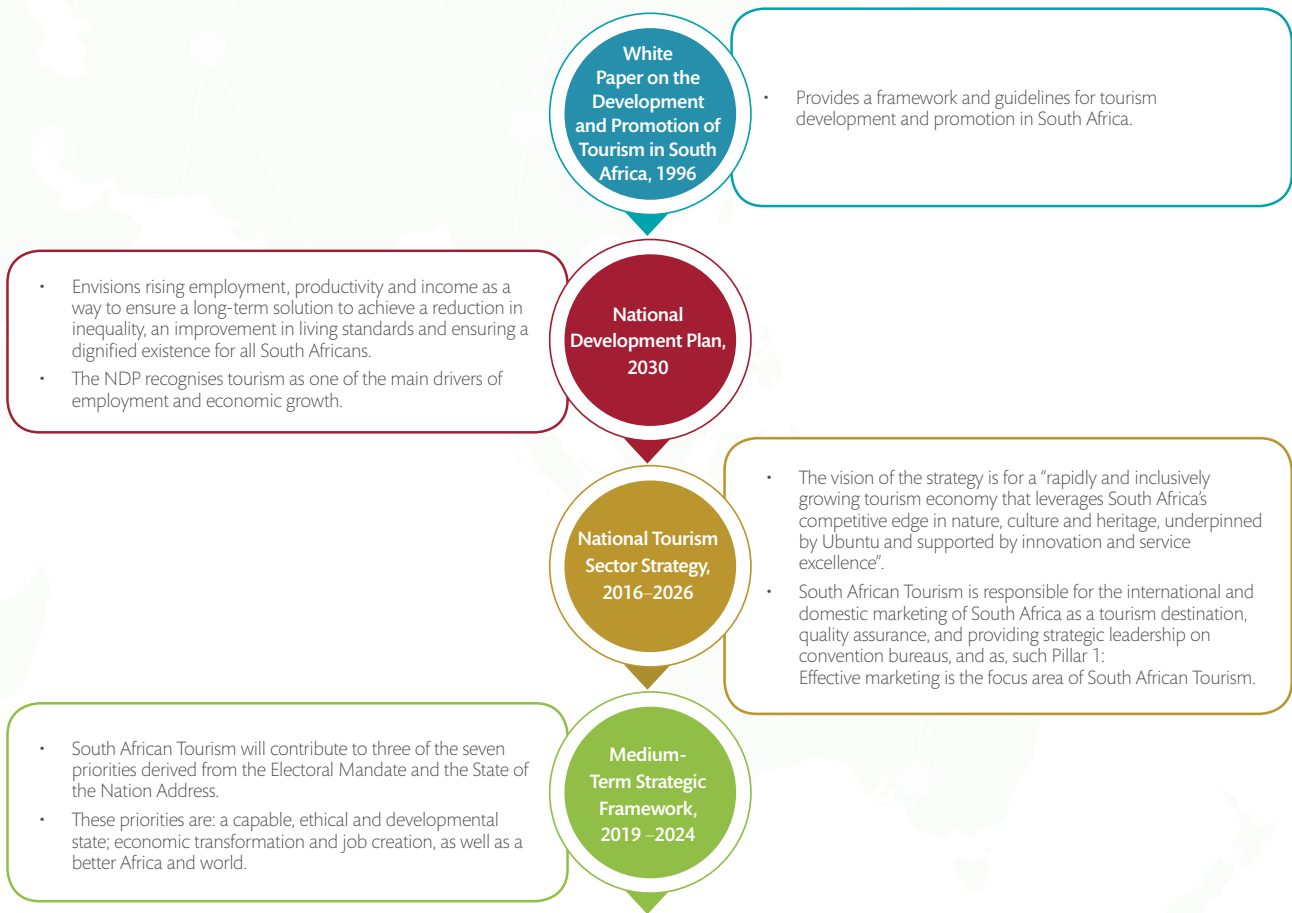 White
Paper on the
Development
and Promotion of
Tourism in South
Africa, 1996
• Provides a framework and guidelines for tourism
development and promotion in South Africa.
National
Development Plan,
2030
• Envisions rising employment, productivity and income as a
way to ensure a long-term solution to achieve a reduction in
inequality, an improvement in living standards and ensuring a
dignified existence for all South Africans.
• The NDP recognises tourism as one of the main drivers of
employment and economic growth.
National Tourism
Sector Strategy,
2016–2026
• The vision of the strategy is for a “rapidly and inclusively
growing tourism economy that leverages South Africa’s
competitive edge in nature, culture and heritage, underpinned
by Ubuntu and supported by innovation and service
excellence”.
• South African Tourism is responsible for the international and
domestic marketing of South Africa as a tourism destination,
quality assurance, and providing strategic leadership on
convention bureaus, and as, such Pillar 1:
Effective marketing is the focus area of South African Tourism.
Medium-
Term Strategic
Framework,
2019 –2024
• South African Tourism will contribute to three of the seven
priorities derived from the Electoral Mandate and the State of
the Nation Address.
• These priorities are: a capable, ethical and developmental
state; economic transformation and job creation, as well as a
better Africa and world.